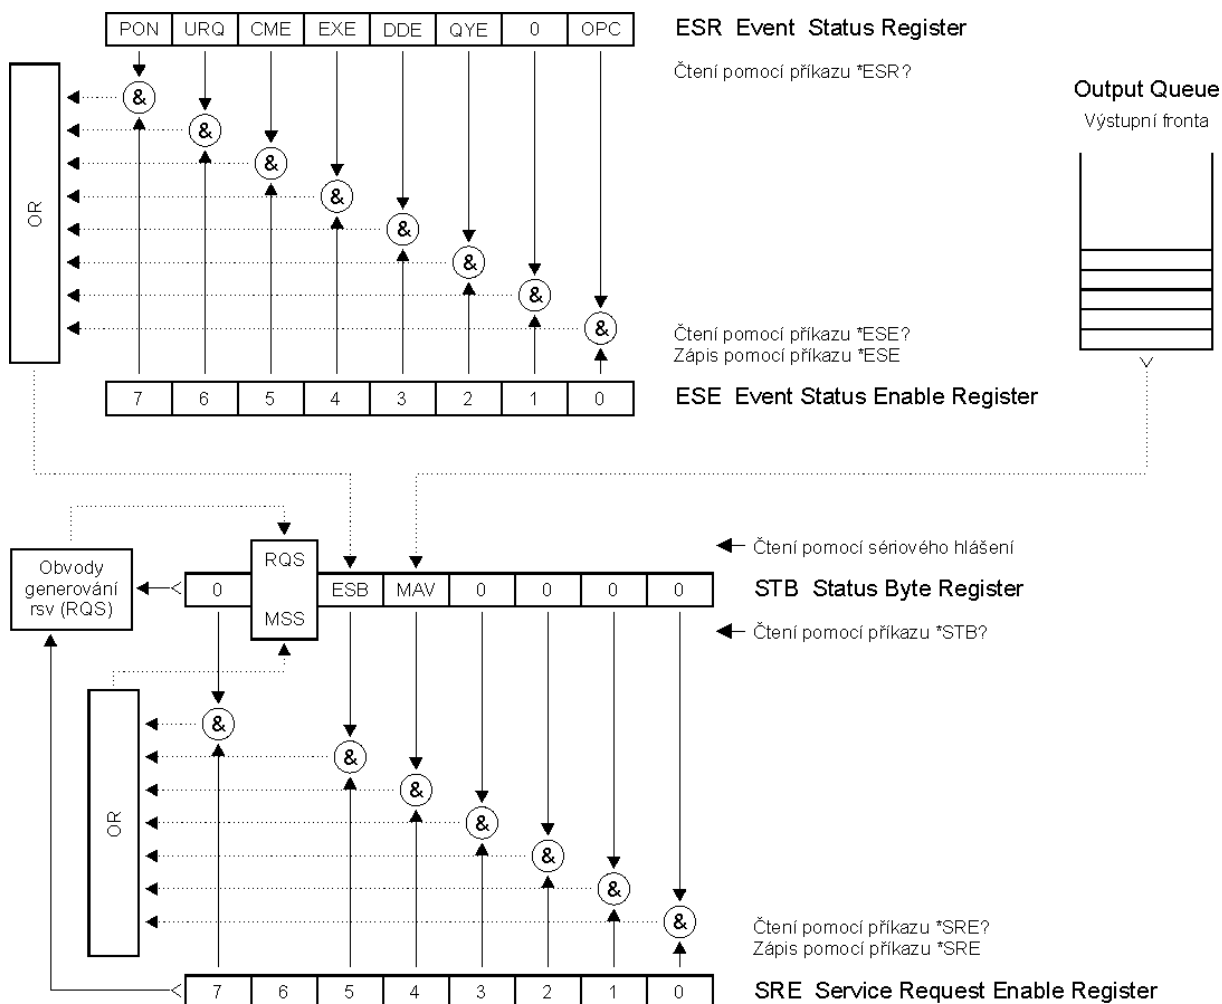 PON URQ CME EXE DDE QYE 0 OPC
ESR Event Status Register
Čtení pomocí příkazu *ESR?
Output Queue
Výstupní fronta
&
&
&
&
&
&
&
&
OR
Čtení pomocí příkazu *ESE?
Zápis pomocí příkazu *ESE
7 6 5 4 3 2 1 0
ESE Event Status Enable Register
Obvody
generování
rsv (RQS)
RQS
MSS
0 ESB MAV 0 0 0 0
Čtení pomocí sériového hlášení
STB Status Byte Register
Čtení pomocí příkazu *STB?
&
&
&
&
&
&
&
OR
Čtení pomocí příkazu *SRE?
Zápis pomocí příkazu *SRE
7 6 5 4 3 2 1 0
SRE Service Request Enable Register